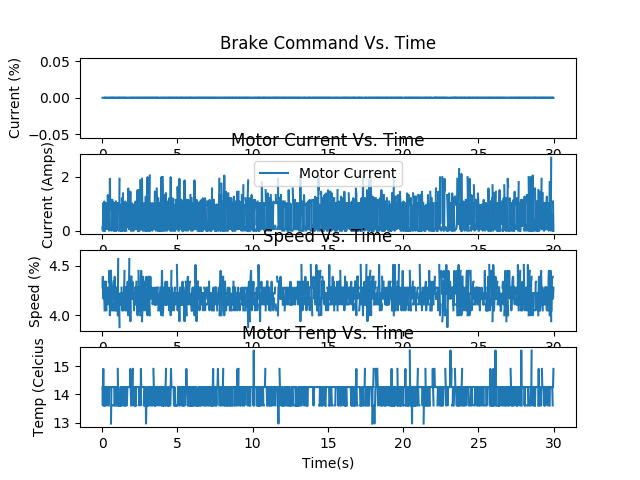 Brake Command Vs. Time
Current (%)
0.05
0.00
−0.05
0 5 10 15 20 25 30
Motor Current Vs. Time
Current (Amps)
2
0
Motor Current
0 5 10 15 20 25 30
Speed Vs. Time
Speed (%)
4.5
4.0
0 5 10 15 20 25 30
Motor Tenp Vs. Time
Temp (Celcius
15
14
13
0 5 10 15 20 25 30
Time(s)